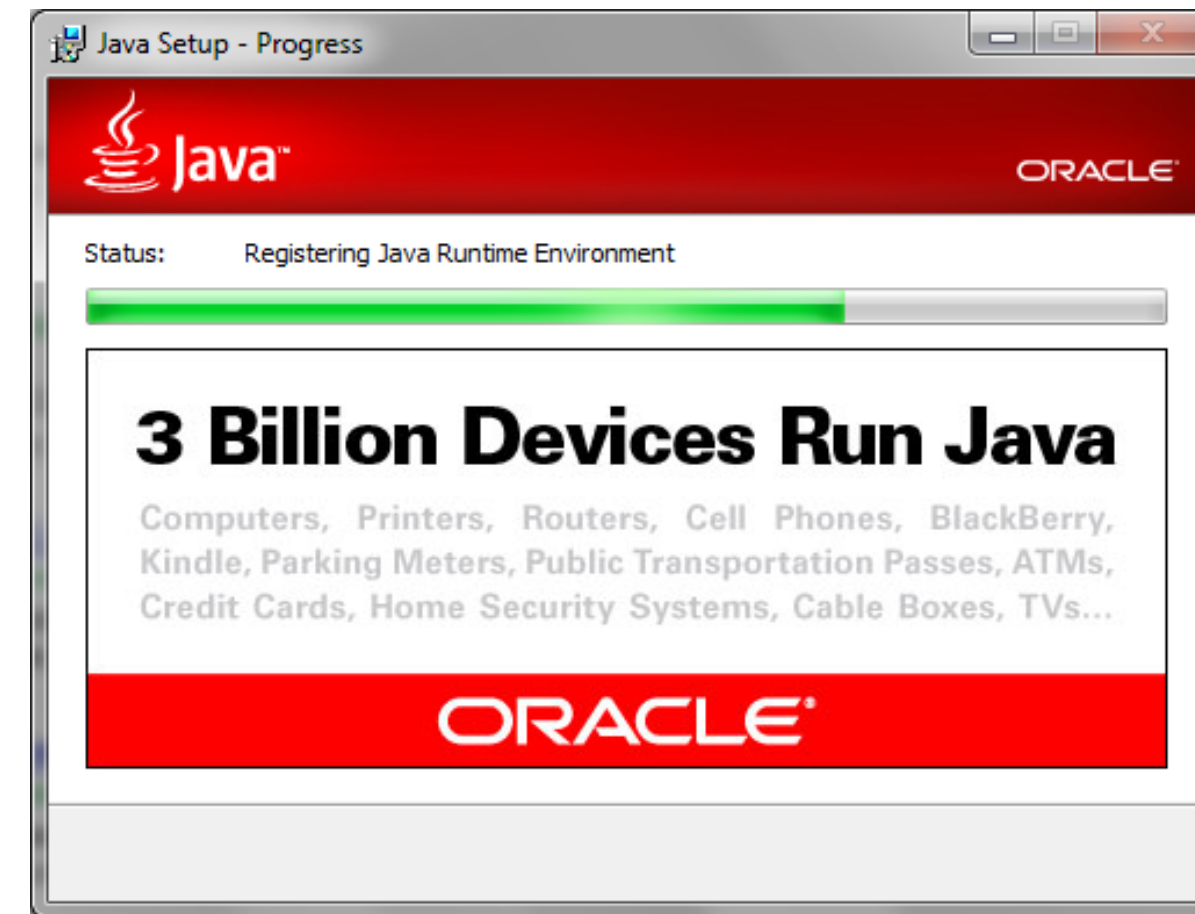 Java Setup - Progress
Java™
ORACLE®
Status: Registering Java Runtime Environment
3 Billion Devices Run Java
Computers, Printers, Routers, Cell Phones, BlackBerry,
Kindle, Parking Meters, Public Transportation Passes, ATMs,
Credit Cards, Home Security Systems, Cable Boxes, TVs...
ORACLE®